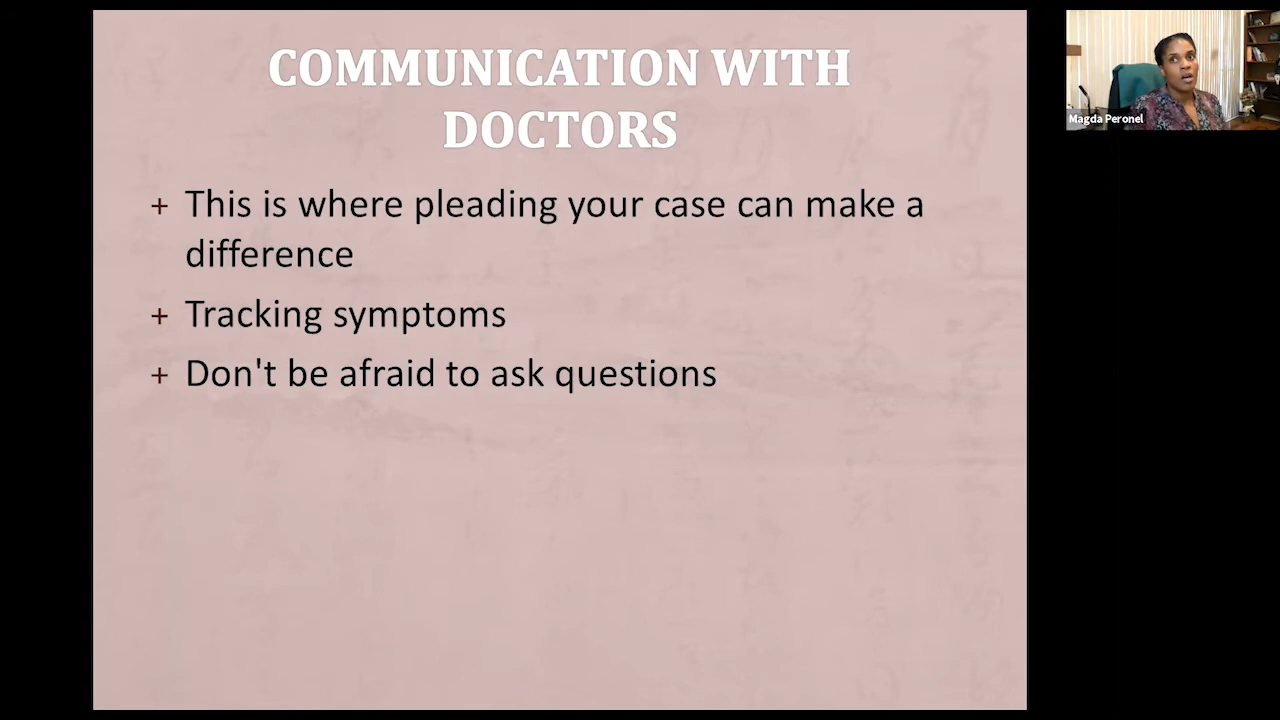 COMMUNICATION WITH
DOCTORS
+ This is where pleading your case can make a
difference
+ Tracking symptoms
+ Don't be afraid to ask questions
Magda Peronel